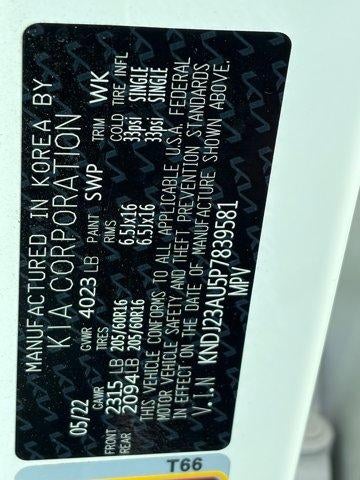 MANUFACTURED IN KOREA BY
KIA CORPORATION
05/22 GVWR 4023 LB PAINT SWP TRIM WK
GAWR TIRES RIMS COLD TIRE INFL
FRONT 2315 LB 205/60R16 6.5JX16 33psi SINGLE
REAR 2094LB 205/60R16 6.5JX16 33psi SINGLE
THIS VEHICLE CONFORMS TO ALL APPLICABLE U.S.A. FEDERAL
MOTOR VEHICLE SAFETY AND THEFT PREVENTION STANDARDS
IN EFFECT ON THE DATE OF MANUFACTURE SHOWN ABOVE.
V.I.N KNDJ23AU5P7839581
MPV
T66